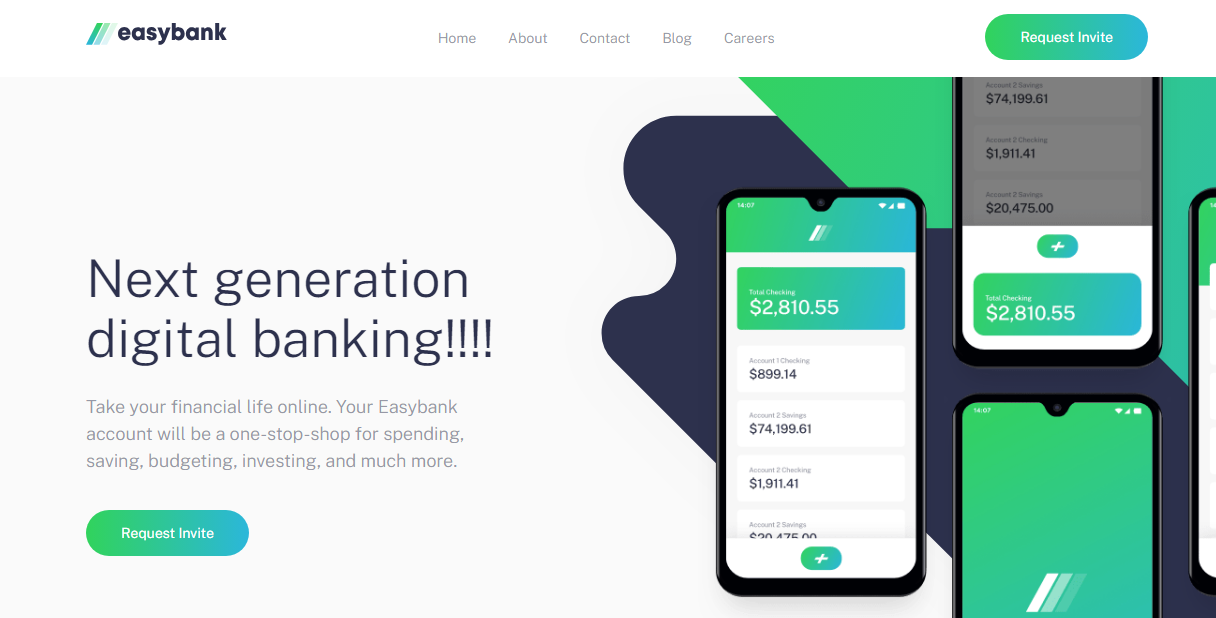 easybank
Home About Contact Blog Careers
Request Invite
Next generation
digital banking!!!!
Take your financial life online. Your Easybank
account will be a one-stop-shop for spending,
saving, budgeting, investing, and much more.
Request Invite
14:07
Total Checking
$2,810.55
Account 1 Checking
$899.14
Account 2 Savings
$74,199.61
Account 2 Checking
$1,911.41
Account 2 Savings
$20,475.00
Account 2 Savings
$74,199.61
Account 2 Checking
$1,911.41
Account 2 Savings
$20,475.00
Total Checking
$2,810.55
14:07